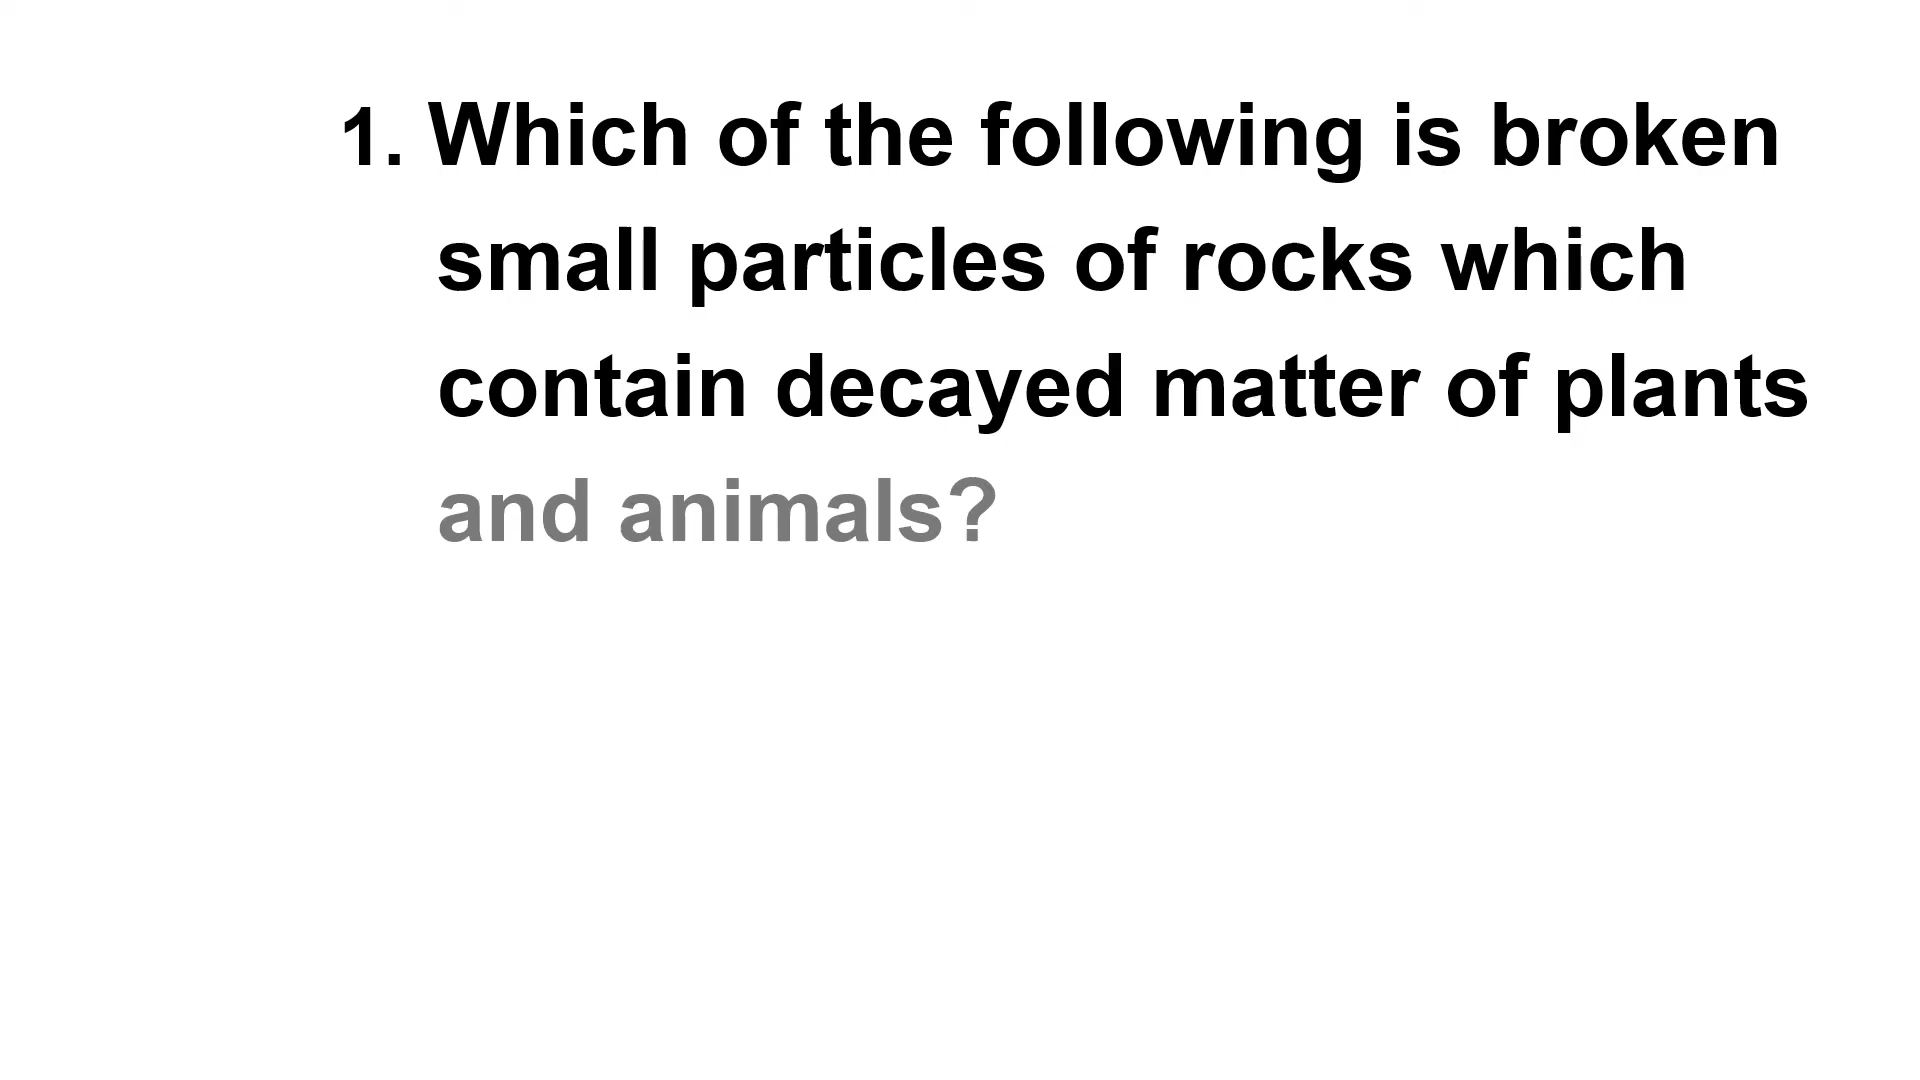 1. Which of the following is broken
small particles of rocks which
contain decayed matter of plants
and animals?